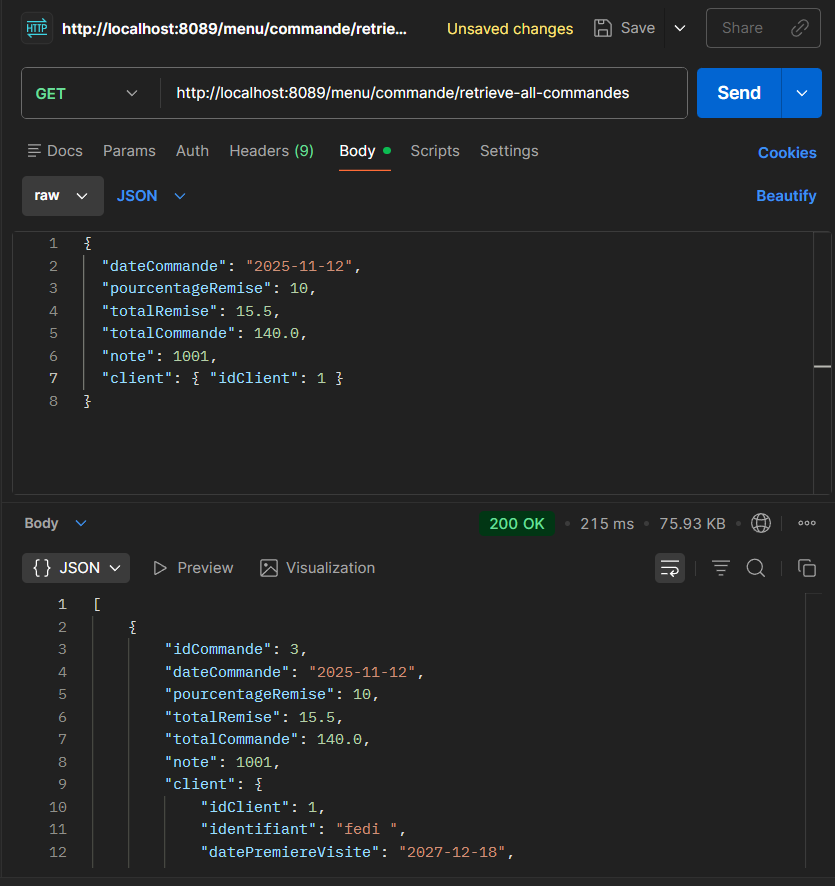 HTTP http://localhost:8089/menu/commande/retrie... Unsaved changes Save Share
GET http://localhost:8089/menu/commande/retrieve-all-commandes Send
Docs Params Auth Headers (9) Body Scripts Settings Cookies
raw JSON Beautify
1 {
2 "dateCommande": "2025-11-12",
3 "pourcentageRemise": 10,
4 "totalRemise": 15.5,
5 "totalCommande": 140.0,
6 "note": 1001,
7 "client": { "idClient": 1 }
8 }
Body 200 OK • 215 ms • 75.93 KB •
{} JSON Preview Visualization
1 [
2 {
3 "idCommande": 3,
4 "dateCommande": "2025-11-12",
5 "pourcentageRemise": 10,
6 "totalRemise": 15.5,
7 "totalCommande": 140.0,
8 "note": 1001,
9 "client": {
10 "idClient": 1,
11 "identifiant": "fedi ",
12 "datePremiereVisite": "2027-12-18",